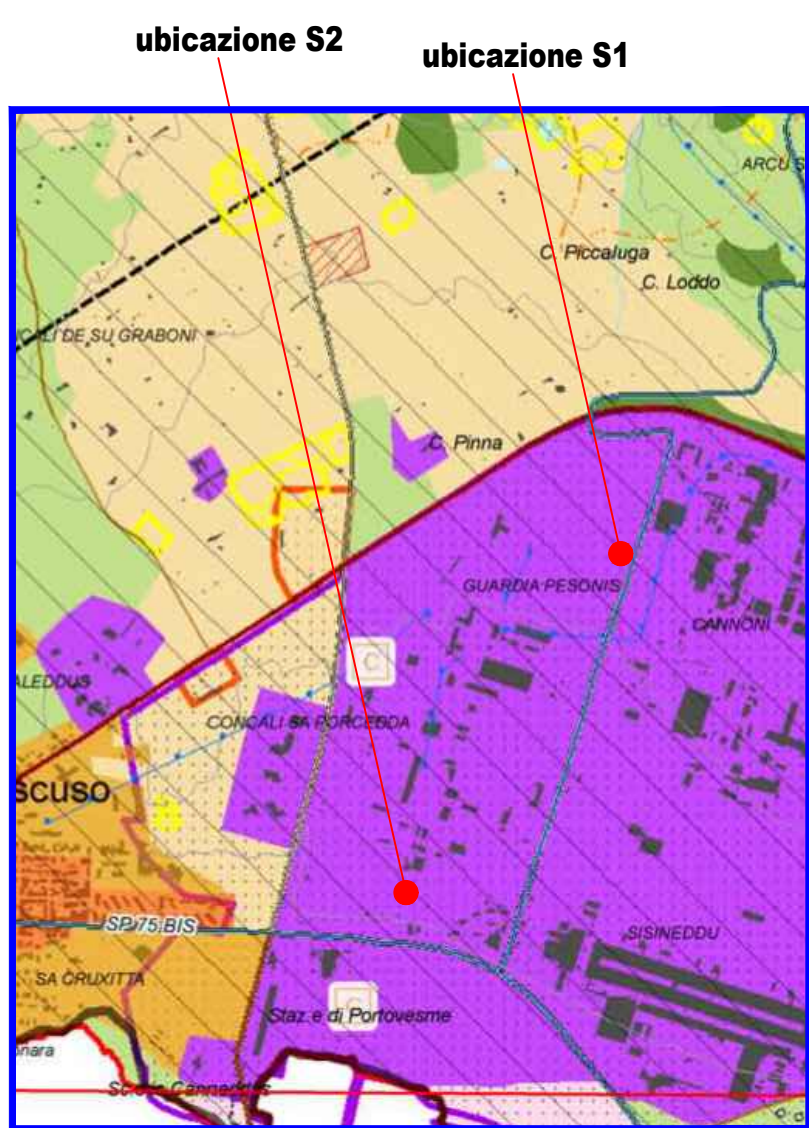 ubicazione S2
ubicazione S1
ARCU S
C. Piccaluga
C. Loddo
CALI DE SU GRABONI
C. Pinna
GUARDIA PESONIS
CANNONI
C
ALEDDUS
CONCALI SA PORCEDDA
SCUSO
SP 75 BIS
SISINEDDU
SA CRUXITTA
C
Staz.e di Portovesme
nara